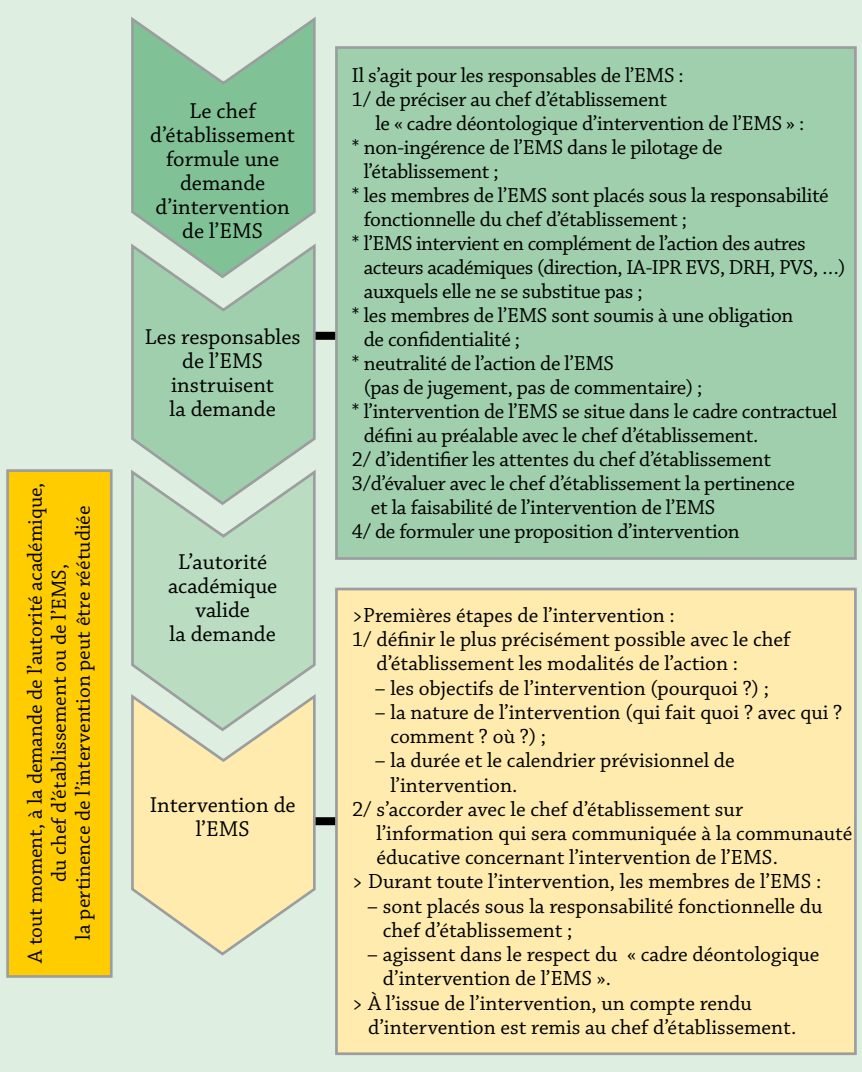 Le chef
d'établissement
formule une
demande
d'intervention
de l'EMS
Les responsables
de l'EMS
instruisent
la demande
L'autorité
académique
valide
la demande
Intervention de
l'EMS
Il s'agit pour les responsables de l'EMS :
1/ de préciser au chef d'établissement
le « cadre déontologique d'intervention de l'EMS » :
* non-ingérence de l'EMS dans le pilotage de
l'établissement ;
* les membres de l'EMS sont placés sous la responsabilité
fonctionnelle du chef d'établissement ;
* l'EMS intervient en complément de l'action des autres
acteurs académiques (direction, IA-IPR EVS, DRH, PVS, …)
auxquels elle ne se substitue pas ;
* les membres de l'EMS sont soumis à une obligation
de confidentialité ;
* neutralité de l'action de l'EMS
(pas de jugement, pas de commentaire) ;
* l'intervention de l'EMS se situe dans le cadre contractuel
défini au préalable avec le chef d'établissement.
2/ d'identifier les attentes du chef d'établissement
3/d'évaluer avec le chef d'établissement la pertinence
et la faisabilité de l'intervention de l'EMS
4/ de formuler une proposition d'intervention
>Premières étapes de l'intervention :
1/ définir le plus précisément possible avec le chef
d'établissement les modalités de l'action :
– les objectifs de l'intervention (pourquoi ?) ;
– la nature de l'intervention (qui fait quoi ? avec qui ?
comment ? où ?) ;
– la durée et le calendrier prévisionnel de
l'intervention.
2/ s'accorder avec le chef d'établissement sur
l'information qui sera communiquée à la communauté
éducative concernant l'intervention de l'EMS.
> Durant toute l'intervention, les membres de l'EMS :
– sont placés sous la responsabilité fonctionnelle du
chef d'établissement ;
– agissent dans le respect du « cadre déontologique
d'intervention de l'EMS ».
> À l'issue de l'intervention, un compte rendu
d'intervention est remis au chef d'établissement.
A tout moment, à la demande de l'autorité académique,
du chef d'établissement ou de l'EMS,
la pertinence de l'intervention peut être réétudiée